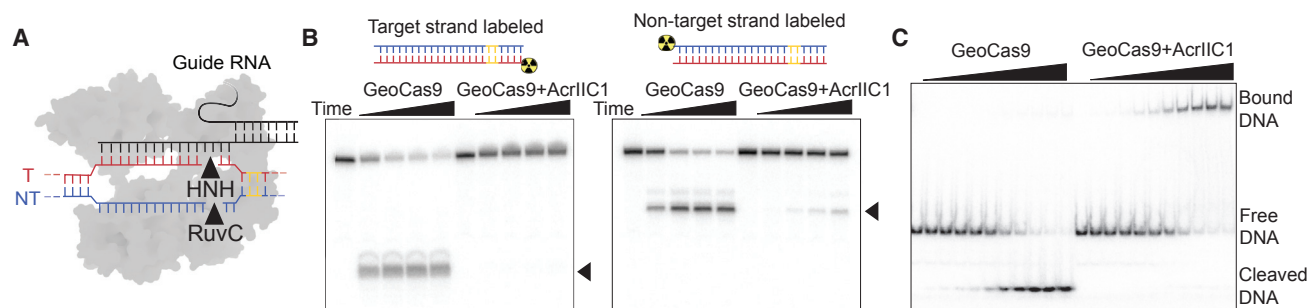 A
Guide RNA
T
HNH
NT
RuvC
B
Target strand labeled
Non-target strand labeled
Time GeoCas9 GeoCas9+AcrIIC1
GeoCas9 GeoCas9+AcrIIC1
C
GeoCas9 GeoCas9+AcrIIC1
Bound
DNA
Free
DNA
Cleaved
DNA